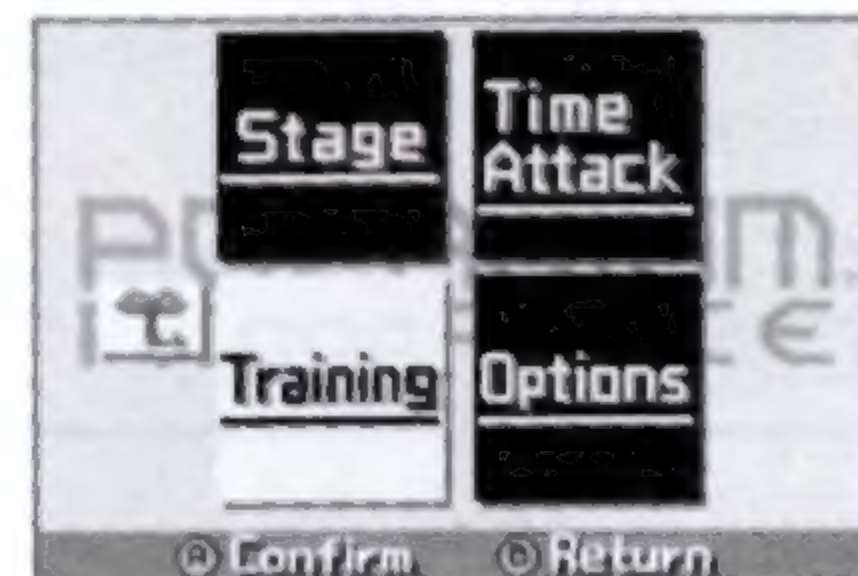 Stage
Time
Attack
Training
Options
Ⓐ Confirm Ⓑ Return